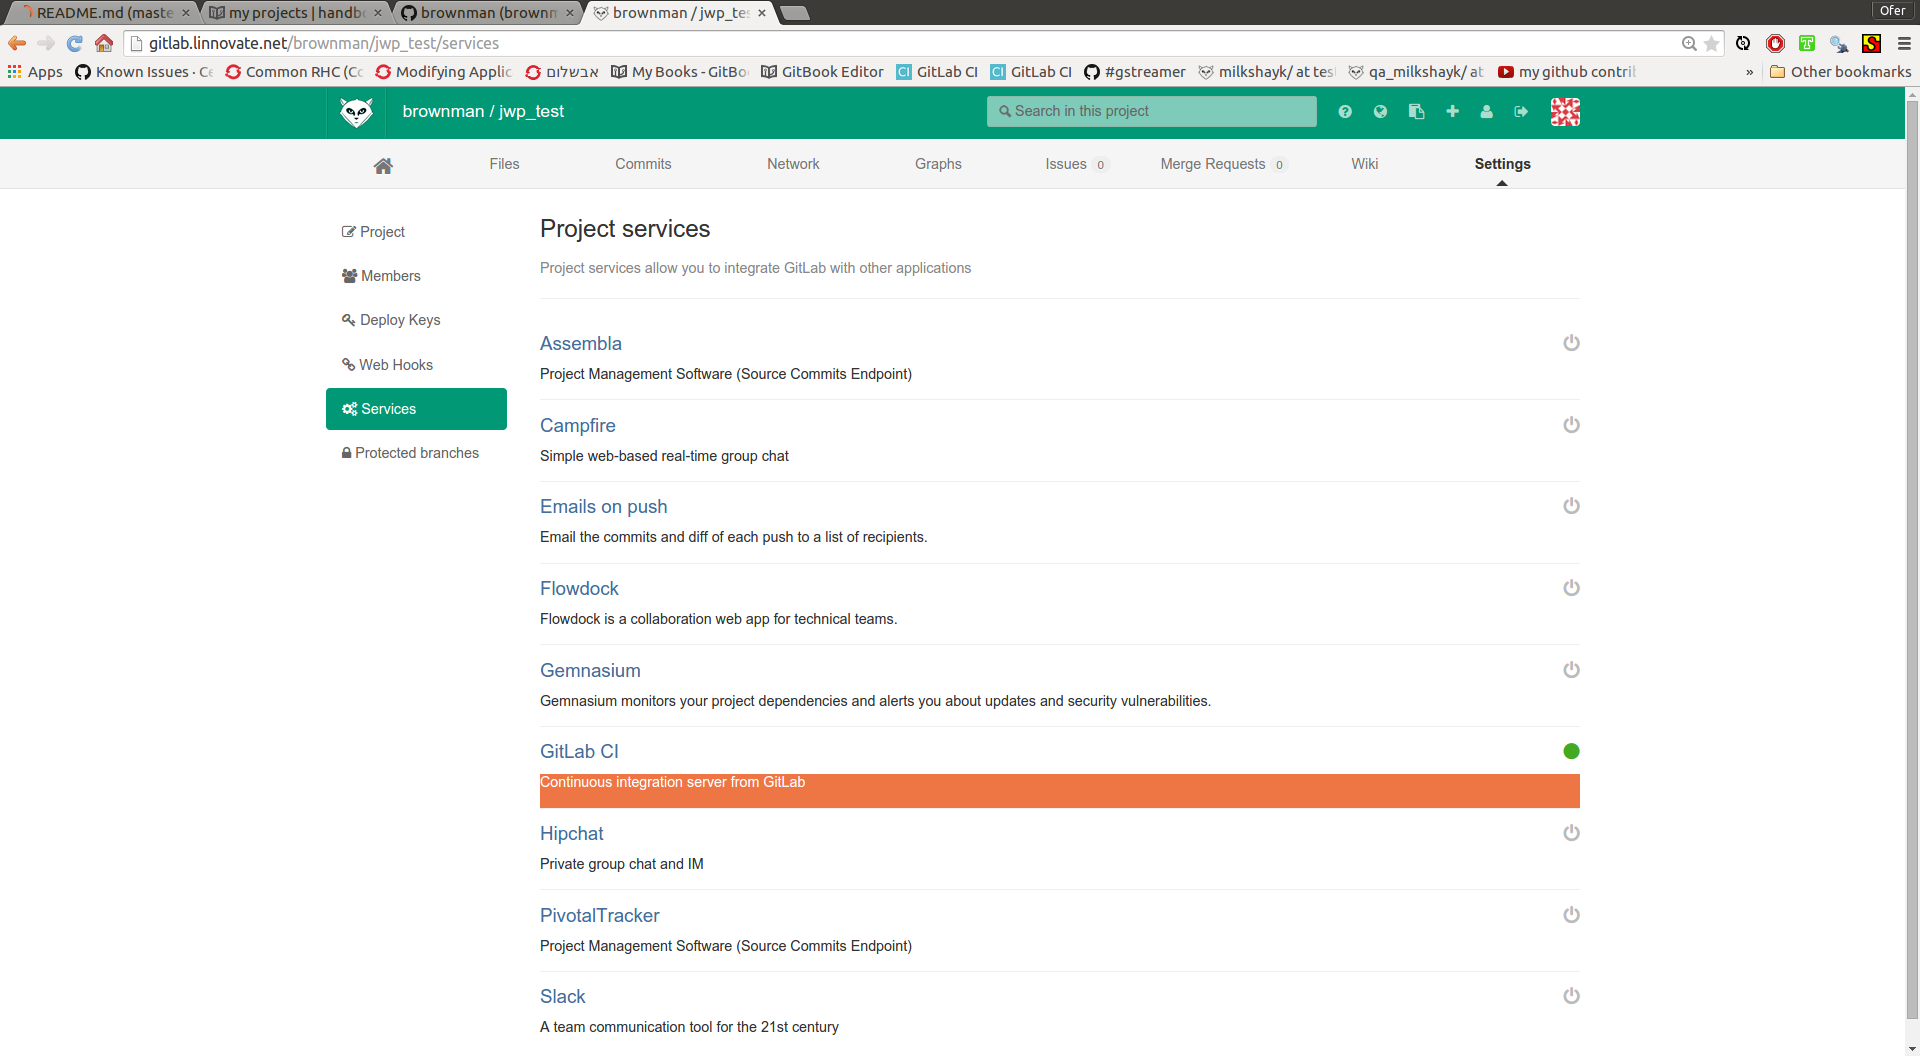 Ofer
README.md (maste
my projects | handb
brownman (brownm
brownman / jwp_tes
gitlab.linnovate.net/brownman/jwp_test/services
Apps
Known Issues · Ce
Common RHC (Co
Modifying Applic
אבשלום
My Books - GitBo
GitBook Editor
GitLab CI
GitLab CI
#gstreamer
milkshayk/ at tes
qa_milkshayk/ at
my github contri
»
Other bookmarks
brownman / jwp_test
Search in this project
Files
Commits
Network
Graphs
Issues 0
Merge Requests 0
Wiki
Settings
Project
Members
Deploy Keys
Web Hooks
Services
Protected branches
Project services
Project services allow you to integrate GitLab with other applications
Assembla
Project Management Software (Source Commits Endpoint)
Campfire
Simple web-based real-time group chat
Emails on push
Email the commits and diff of each push to a list of recipients.
Flowdock
Flowdock is a collaboration web app for technical teams.
Gemnasium
Gemnasium monitors your project dependencies and alerts you about updates and security vulnerabilities.
GitLab CI
Continuous integration server from GitLab
Hipchat
Private group chat and IM
PivotalTracker
Project Management Software (Source Commits Endpoint)
Slack
A team communication tool for the 21st century